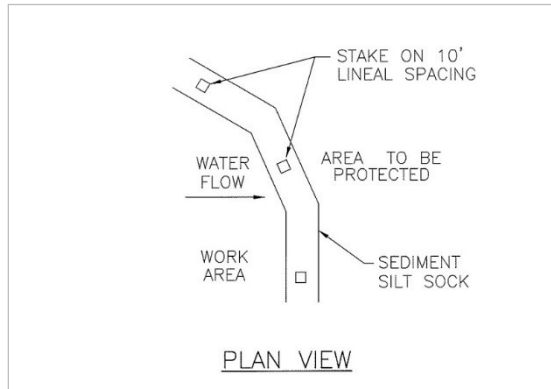 STAKE ON 10'
LINEAL SPACING
WATER
FLOW
AREA TO BE
PROTECTED
WORK
AREA
SEDIMENT
SILT SOCK
PLAN VIEW